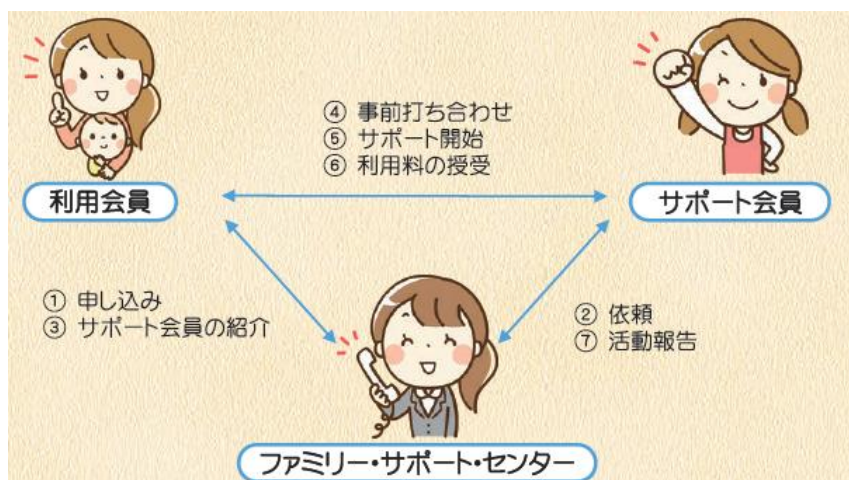 ④ 事前打ち合わせ
⑤ サポート開始
⑥ 利用料の授受
利用会員
サポート会員
① 申し込み
③ サポート会員の紹介
② 依頼
⑦ 活動報告
ファミリー・サポート・センター